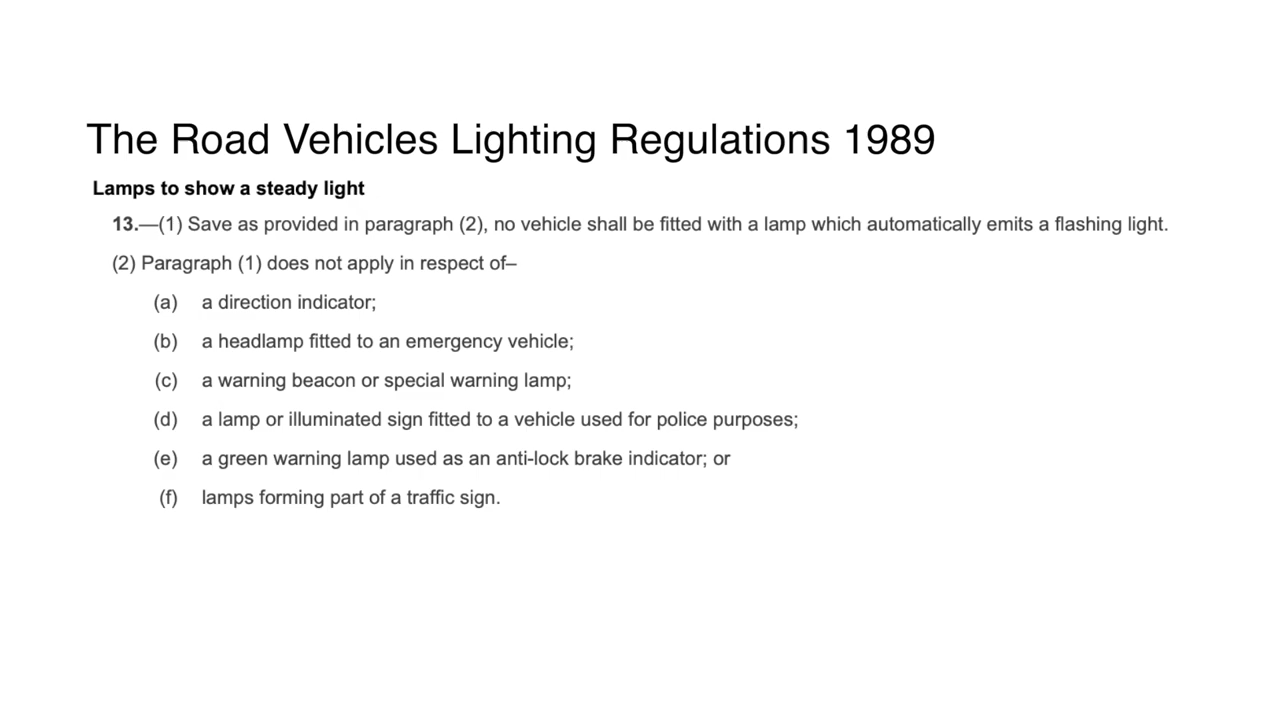 The Road Vehicles Lighting Regulations 1989
Lamps to show a steady light
13.—(1) Save as provided in paragraph (2), no vehicle shall be fitted with a lamp which automatically emits a flashing light.
(2) Paragraph (1) does not apply in respect of–
(a) a direction indicator;
(b) a headlamp fitted to an emergency vehicle;
(c) a warning beacon or special warning lamp;
(d) a lamp or illuminated sign fitted to a vehicle used for police purposes;
(e) a green warning lamp used as an anti-lock brake indicator; or
(f) lamps forming part of a traffic sign.